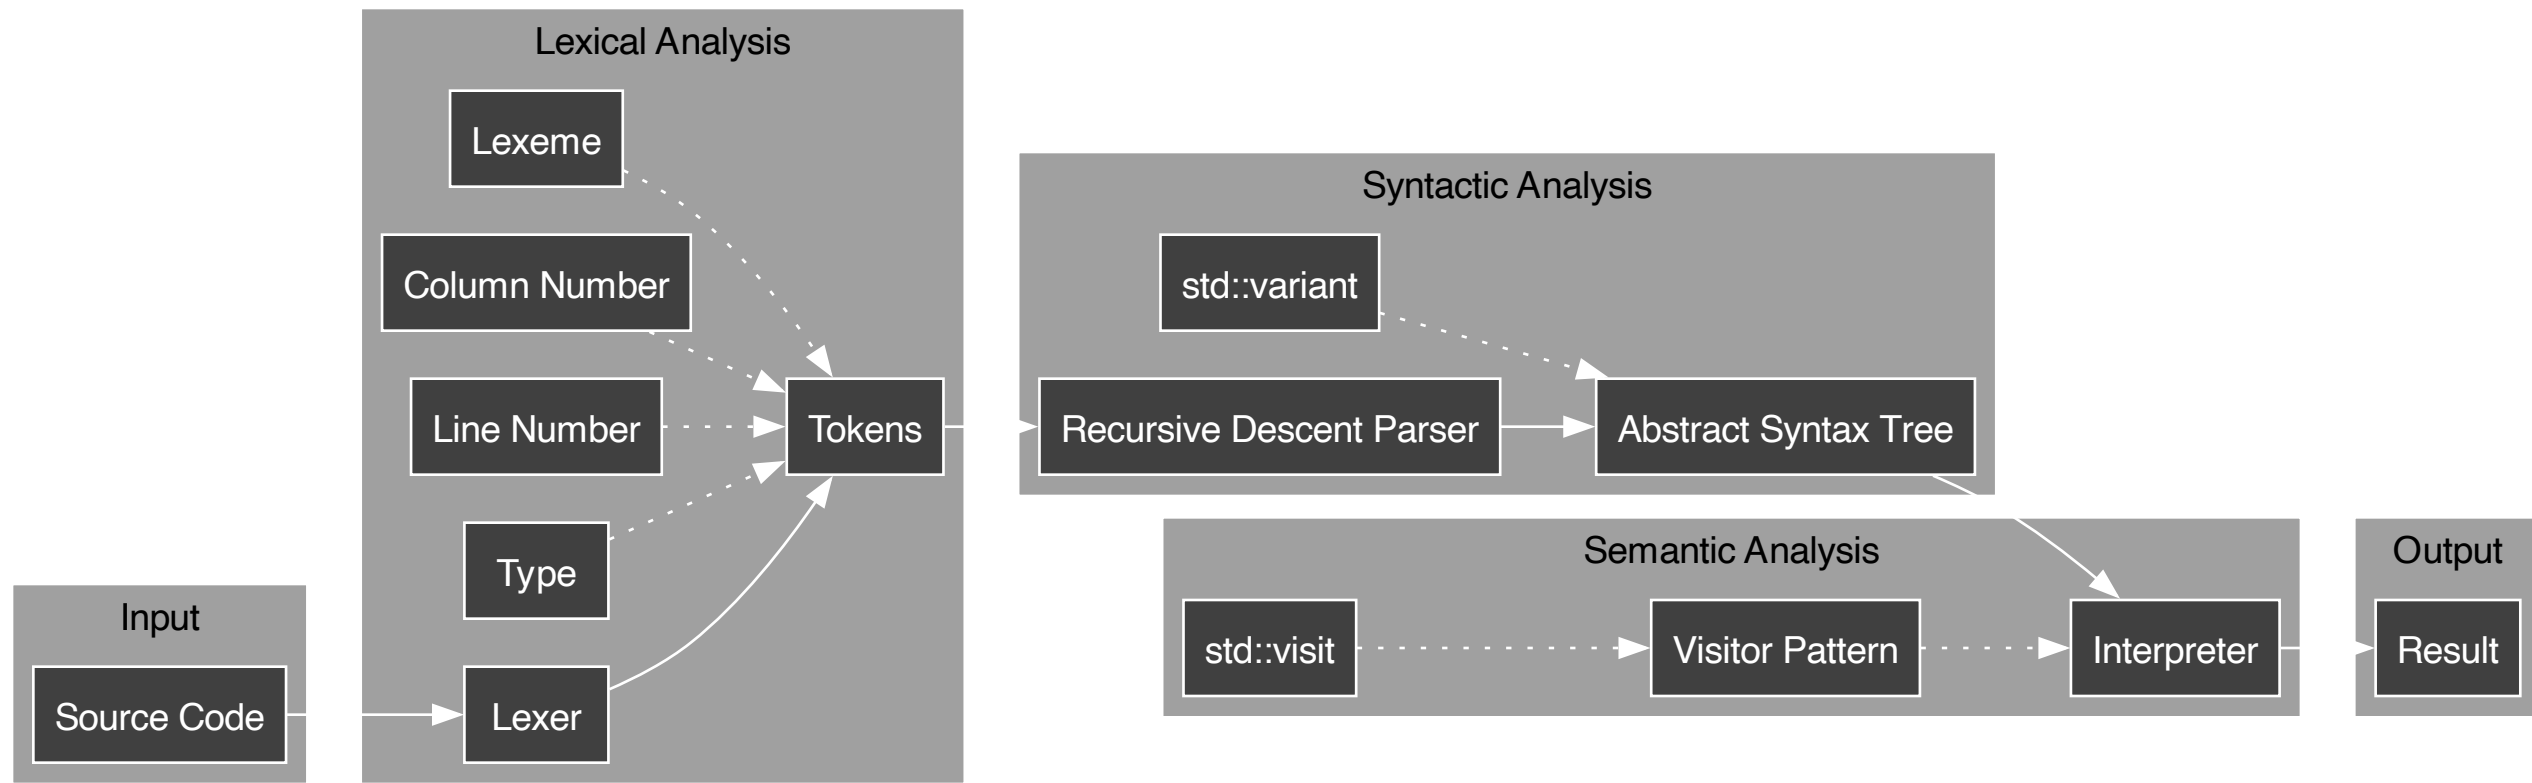 Input
Source Code
Lexical Analysis
Lexeme
Column Number
Line Number
Type
Lexer
Tokens
Syntactic Analysis
std::variant
Recursive Descent Parser
Abstract Syntax Tree
Semantic Analysis
std::visit
Visitor Pattern
Interpreter
Output
Result